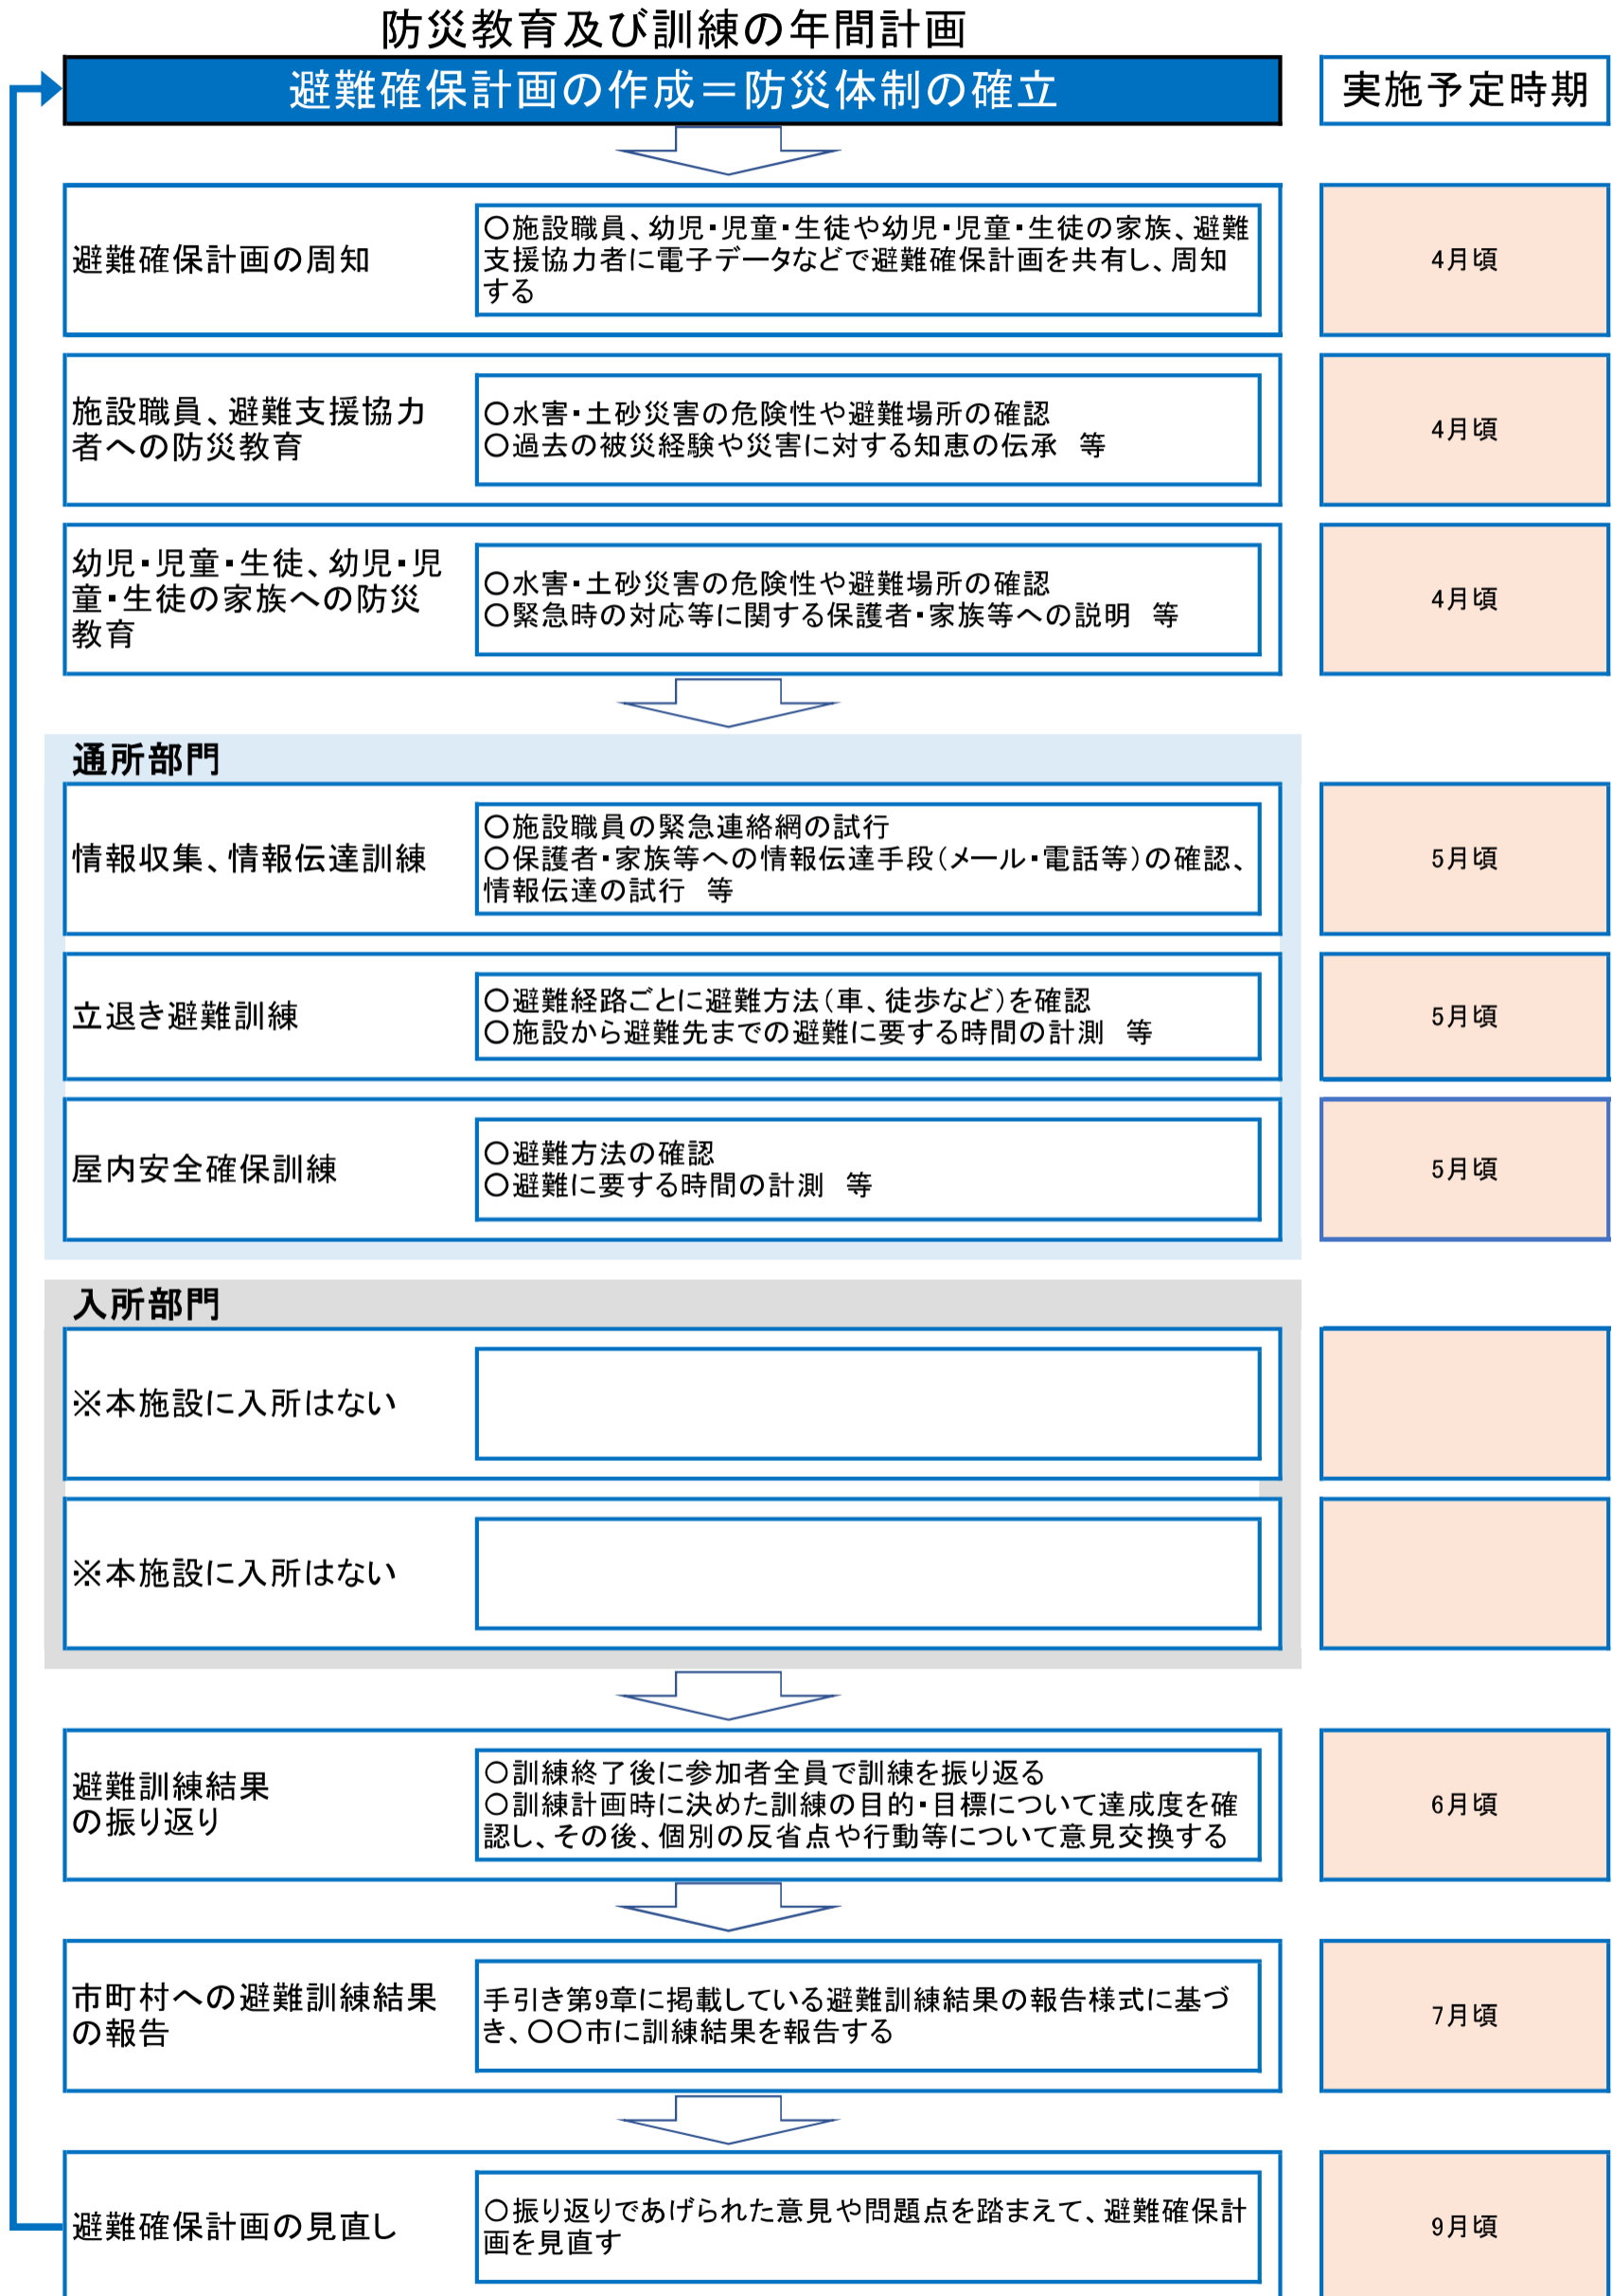 防災教育及び訓練の年間計画
避難確保計画の作成＝防災体制の確立
実施予定時期
避難確保計画の周知
〇施設職員、幼児・児童・生徒や幼児・児童・生徒の家族、避難
支援協力者に電子データなどで避難確保計画を共有し、周知
する
4月頃
施設職員、避難支援協力
者への防災教育
〇水害・土砂災害の危険性や避難場所の確認
〇過去の被災経験や災害に対する知恵の伝承　等
4月頃
幼児・児童・生徒、幼児・児
童・生徒の家族への防災
教育
〇水害・土砂災害の危険性や避難場所の確認
〇緊急時の対応等に関する保護者・家族等への説明　等
4月頃
通所部門
情報収集、情報伝達訓練
〇施設職員の緊急連絡網の試行
〇保護者・家族等への情報伝達手段（メール・電話等）の確認、
情報伝達の試行　等
5月頃
立退き避難訓練
〇避難経路ごとに避難方法（車、徒歩など）を確認
〇施設から避難先までの避難に要する時間の計測　等
5月頃
屋内安全確保訓練
〇避難方法の確認
〇避難に要する時間の計測　等
5月頃
入所部門
※本施設に入所はない
※本施設に入所はない
避難訓練結果
の振り返り
〇訓練終了後に参加者全員で訓練を振り返る
〇訓練計画時に決めた訓練の目的・目標について達成度を確
認し、その後、個別の反省点や行動等について意見交換する
6月頃
市町村への避難訓練結果
の報告
手引き第9章に掲載している避難訓練結果の報告様式に基づ
き、〇〇市に訓練結果を報告する
7月頃
避難確保計画の見直し
〇振り返りであげられた意見や問題点を踏まえて、避難確保計
画を見直す
9月頃